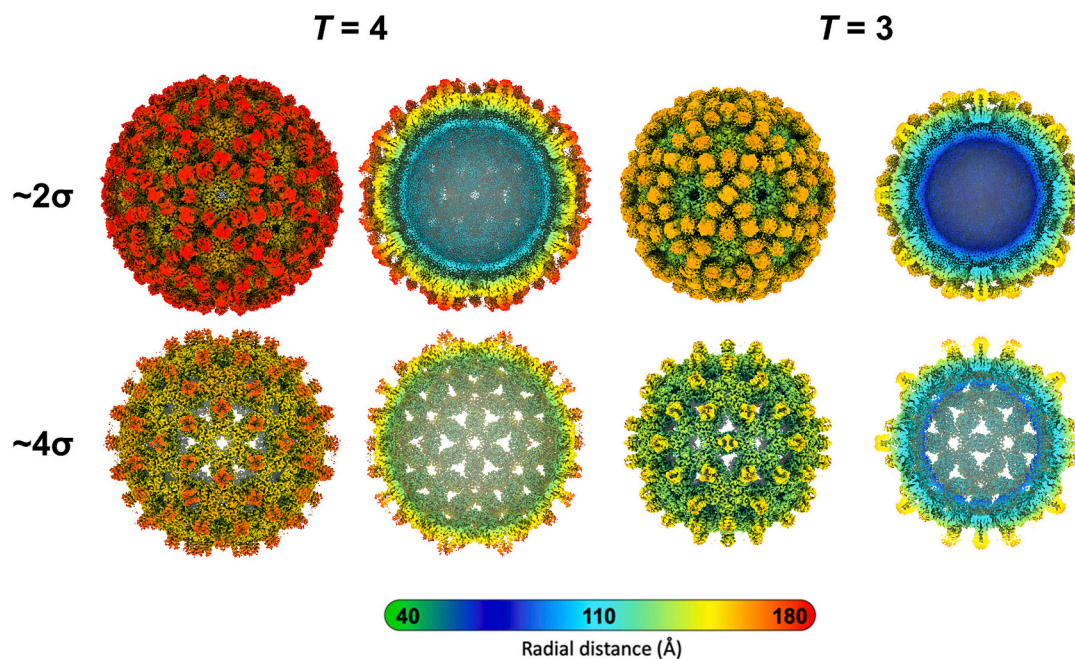 T = 4 T = 3
~2σ
~4σ
40 110 180
Radial distance (Å)